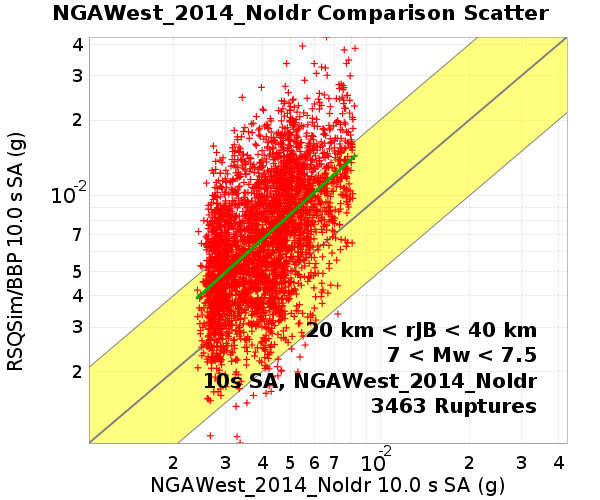 NGAWest_2014_NoIdr Comparison Scatter
RSQSim/BBP 10.0 s SA (g)
4
3
2
10-2
7
5
4
3
2
20 km < rJB < 40 km
7 < Mw < 7.5
10s SA, NGAWest_2014_NoIdr
3463 Ruptures
2 3 4 5 6 7 10-2 2 3 4
NGAWest_2014_NoIdr 10.0 s SA (g)